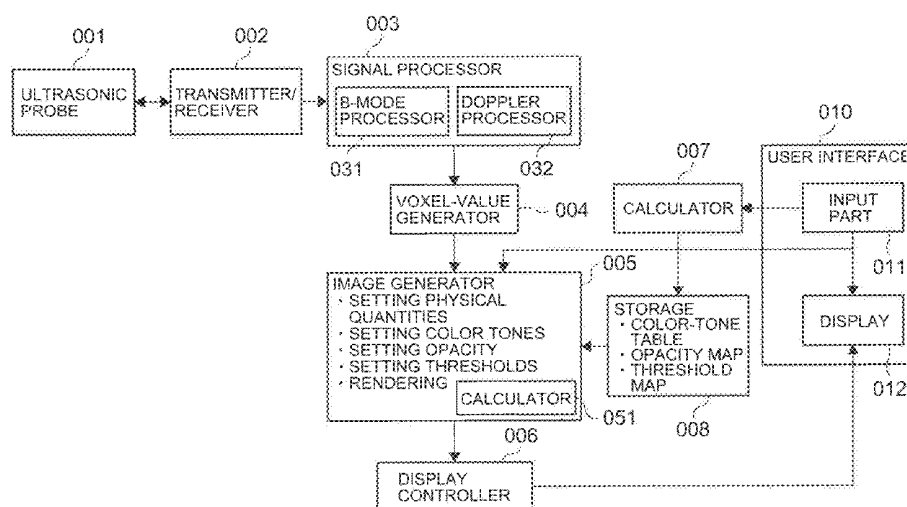 001
002
003
ULTRASONIC
PROBE
TRANSMITTER/
RECEIVER
SIGNAL PROCESSOR
B-MODE
PROCESSOR
DOPPLER
PROCESSOR
031
032
010
USER INTERFACE
007
VOXEL-VALUE
GENERATOR
004
CALCULATOR
INPUT
PART
011
005
IMAGE GENERATOR
・SETTING PHYSICAL
QUANTITIES
・SETTING COLOR TONES
・SETTING OPACITY
・SETTING THRESHOLDS
・RENDERING
CALCULATOR
051
STORAGE
・COLOR-TONE
TABLE
・OPACITY MAP
・THRESHOLD
MAP
008
DISPLAY
012
006
DISPLAY
CONTROLLER